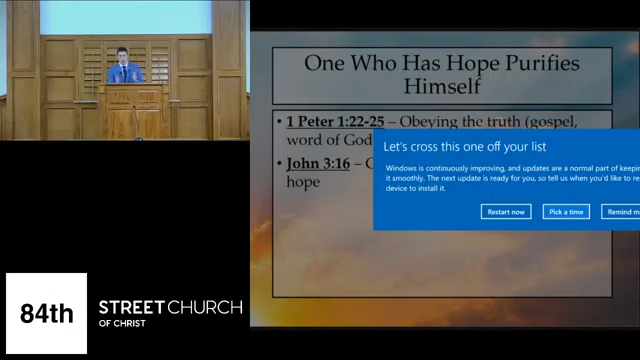 One Who Has Hope Purifies
Himself
• 1 Peter 1:22-25 – Obeying the truth (gospel,
word of God
• John 3:16 –
hope
Let's cross this one off your list
Windows is continuously improving, and updates are a normal part of
it smoothly. The next update is ready for you, so tell us when you'd like to
device to install it.
Restart now
Pick a time
Remind
84th
STREET CHURCH
OF CHRIST